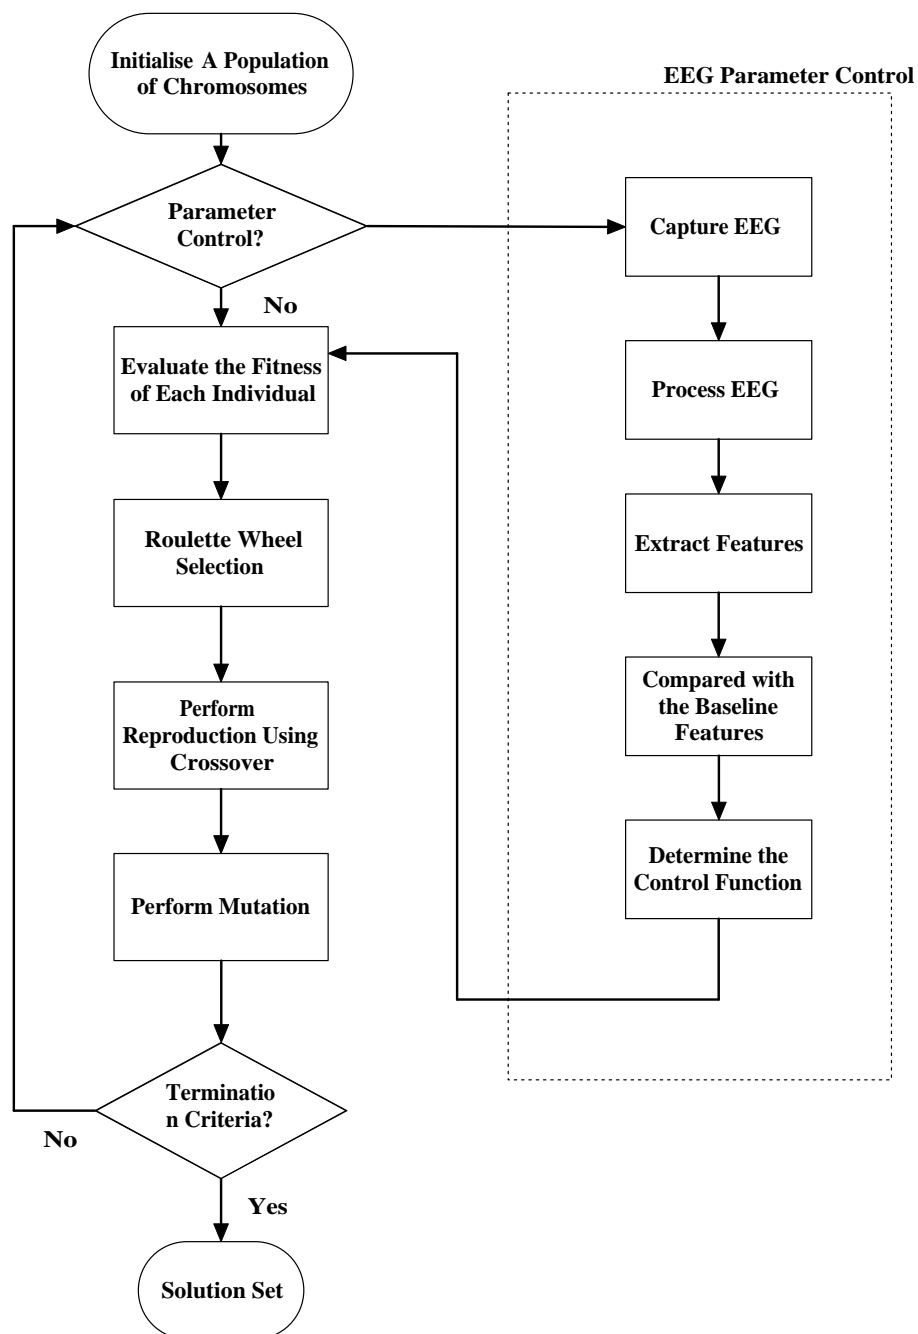 Initialise A Population
of Chromosomes
EEG Parameter Control
Parameter
Control?
No
Evaluate the Fitness
of Each Individual
Roulette Wheel
Selection
Perform
Reproduction Using
Crossover
Perform Mutation
Terminatio
n Criteria?
No
Yes
Solution Set
Capture EEG
Process EEG
Extract Features
Compared with
the Baseline
Features
Determine the
Control Function